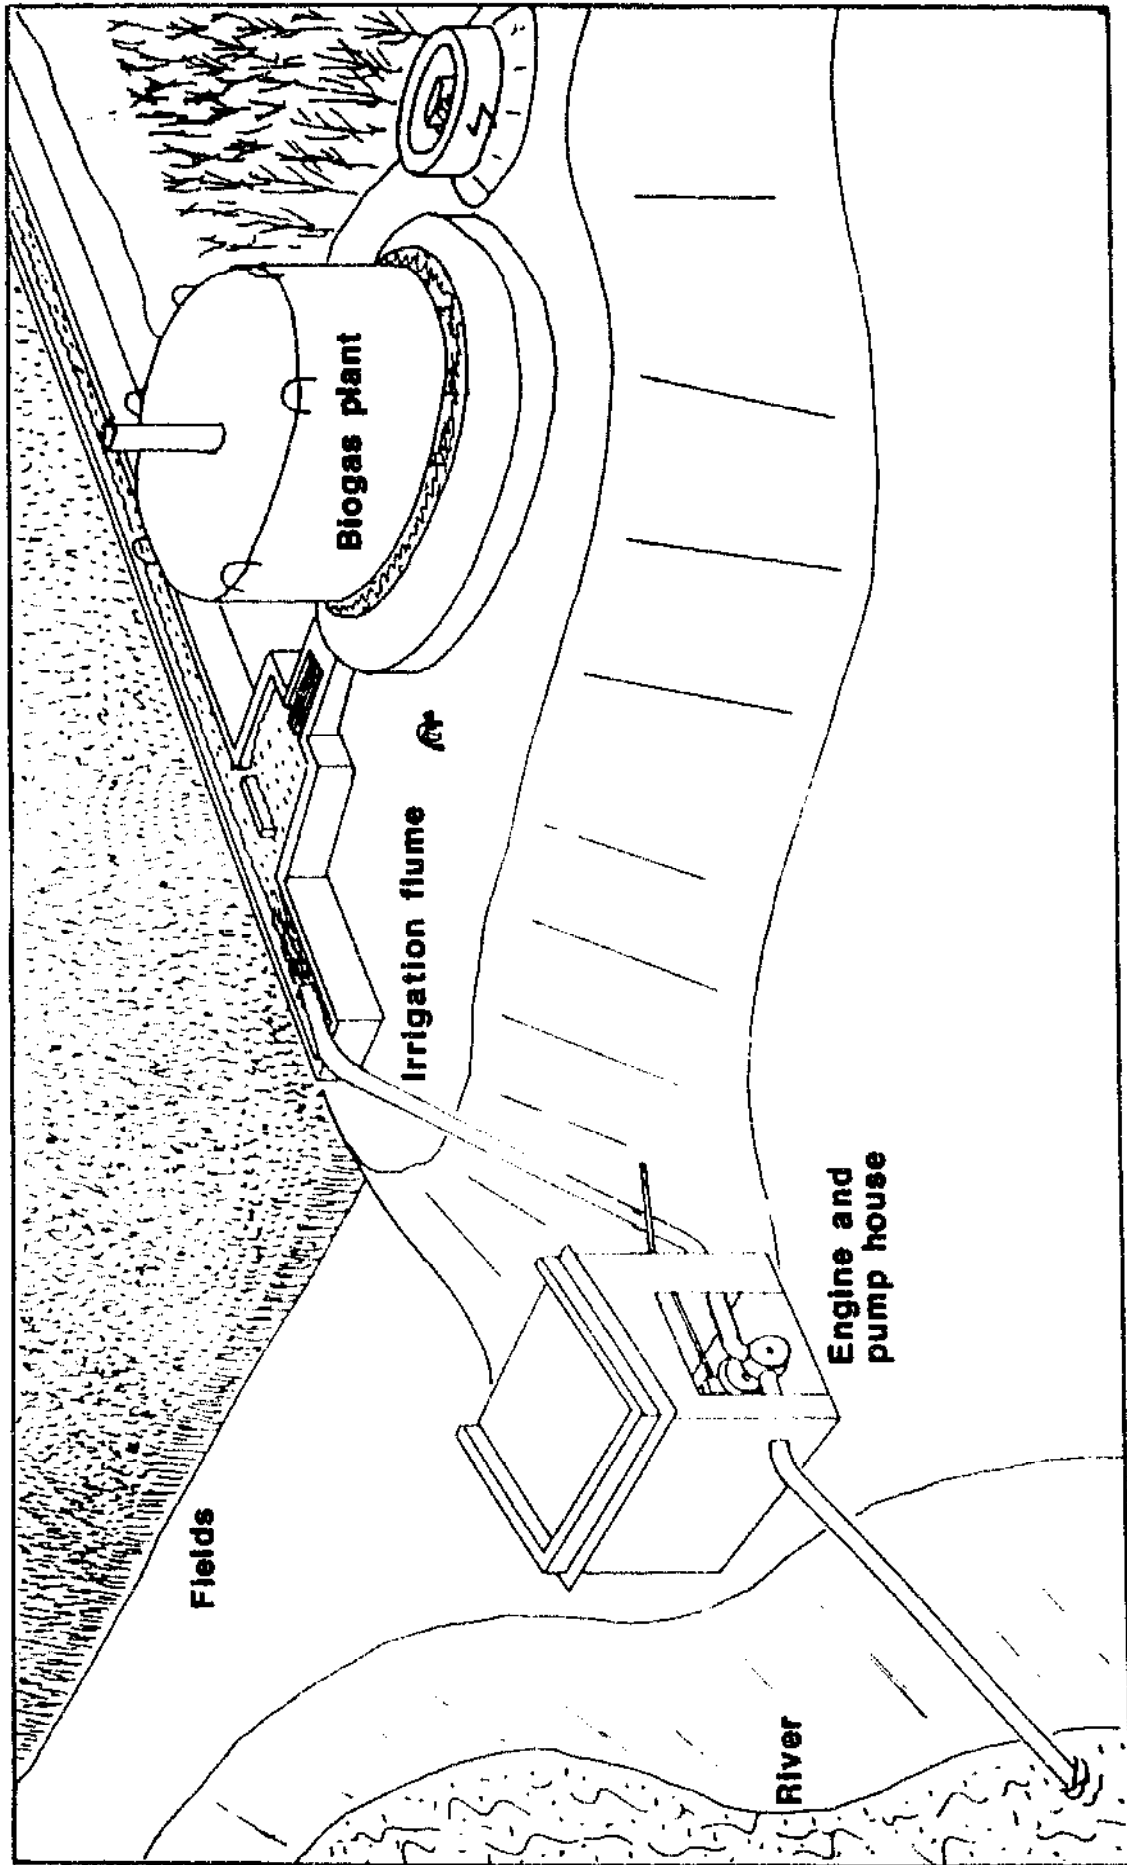 Fields
River
Engine and
pump house
Irrigation flume
Biogas plant